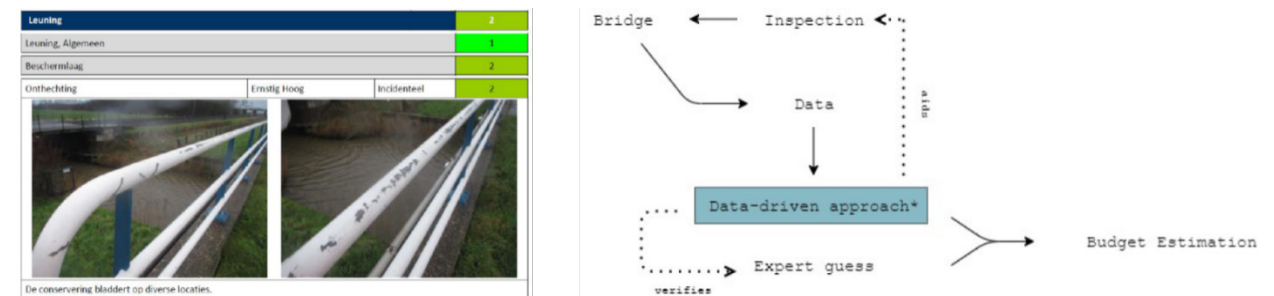 Leuning 2
Leuning, Algemeen 1
Beschermlaag 2
Onthechting Ernstig Hoog Incidenteel 2
De conservering bladdert op diverse locaties.
Bridge Inspection
Data
aids
Data-driven approach*
Budget Estimation
Expert guess
verifies